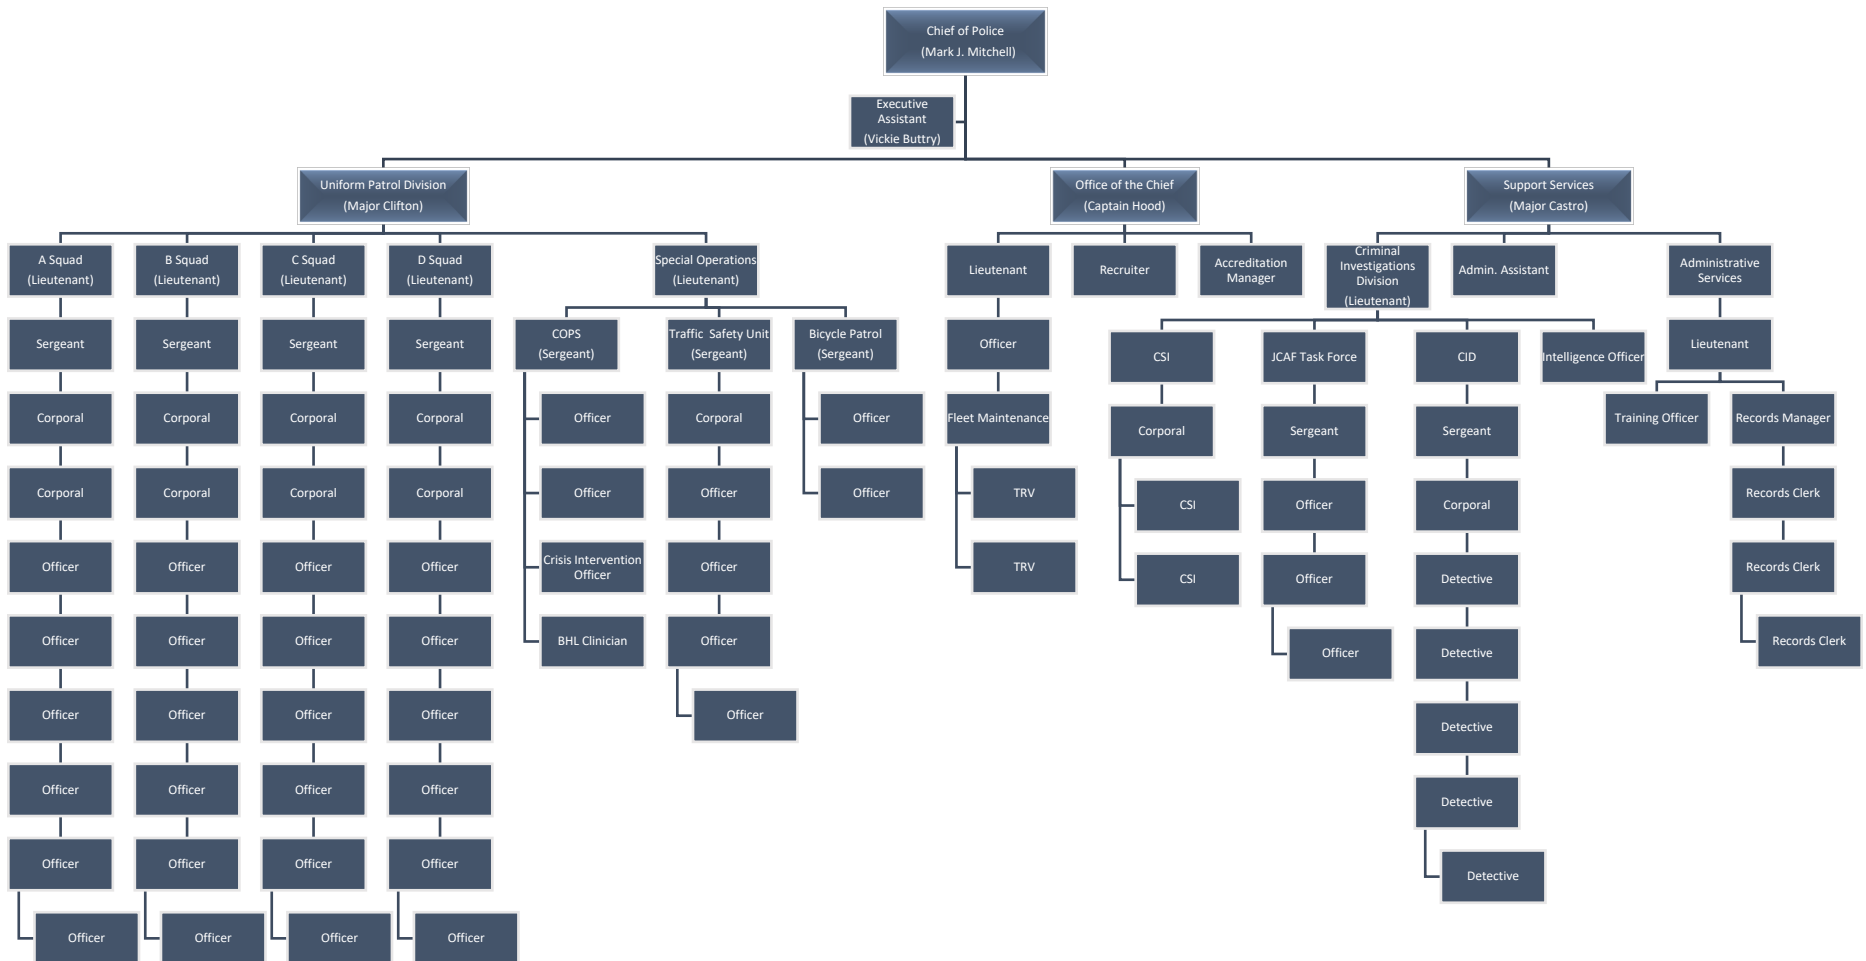 Chief of Police
(Mark J. Mitchell)
Executive
Assistant
(Vickie Buttry)
Uniform Patrol Division
(Major Clifton)
Office of the Chief
(Captain Hood)
Support Services
(Major Castro)
A Squad
(Lieutenant)
B Squad
(Lieutenant)
C Squad
(Lieutenant)
D Squad
(Lieutenant)
Special Operations
(Lieutenant)
Lieutenant
Recruiter
Accreditation
Manager
Criminal
Investigations
Division
(Lieutenant)
Admin. Assistant
Administrative
Services
Sergeant
Sergeant
Sergeant
Sergeant
COPS
(Sergeant)
Traffic Safety Unit
(Sergeant)
Bicycle Patrol
(Sergeant)
Officer
CSI
JCAF Task Force
CID
Intelligence Officer
Lieutenant
Corporal
Corporal
Corporal
Corporal
Officer
Corporal
Officer
Fleet Maintenance
Corporal
Sergeant
Sergeant
Training Officer
Records Manager
Corporal
Corporal
Corporal
Corporal
Officer
Officer
Officer
TRV
CSI
Officer
Corporal
Records Clerk
Officer
Officer
Officer
Officer
Crisis Intervention
Officer
Officer
TRV
CSI
Officer
Detective
Records Clerk
Officer
Officer
Officer
Officer
BHL Clinician
Officer
Officer
Detective
Records Clerk
Officer
Officer
Officer
Officer
Officer
Detective
Officer
Officer
Officer
Officer
Detective
Officer
Officer
Officer
Officer
Detective
Officer
Officer
Officer
Officer